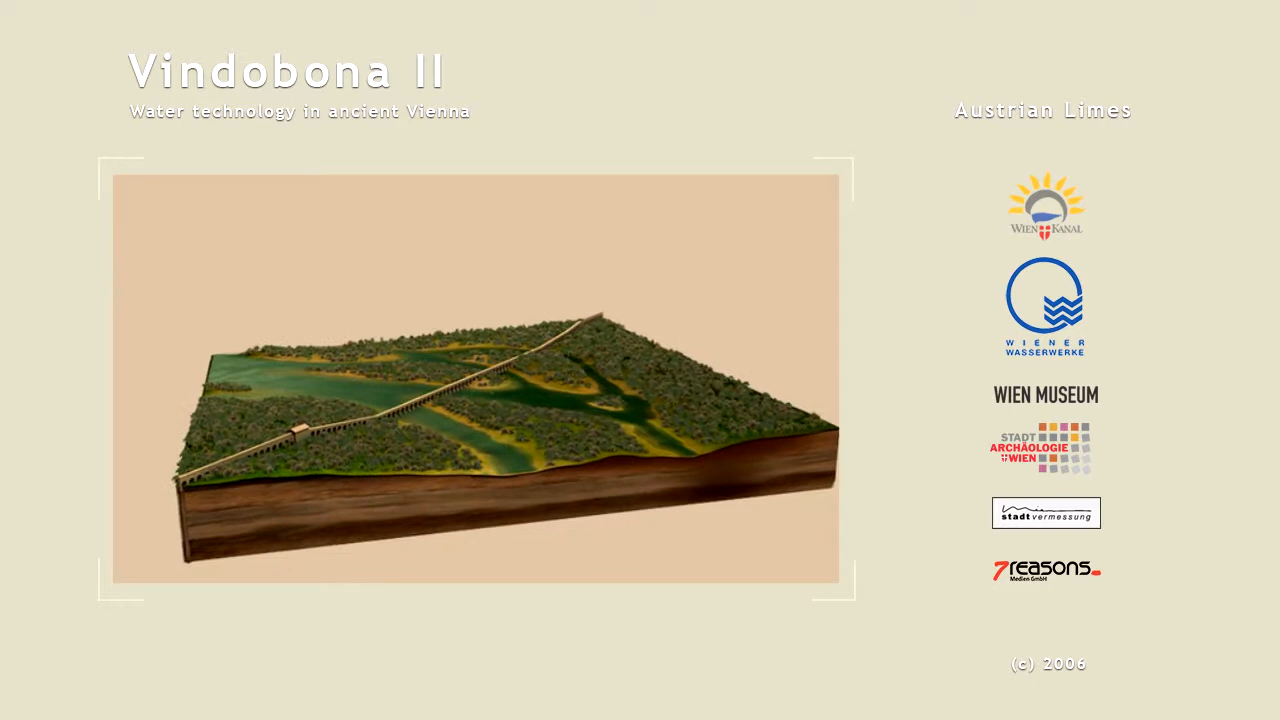 Vindobona II
Water technology in ancient Vienna
Austrian Limes
WIEN KANAL
WIENER
WASSERWERKE
WIEN MUSEUM
STADT
ARCHÄOLOGIE
WIEN
stadtvermessung
7reasons
Medien GmbH
(c) 2006